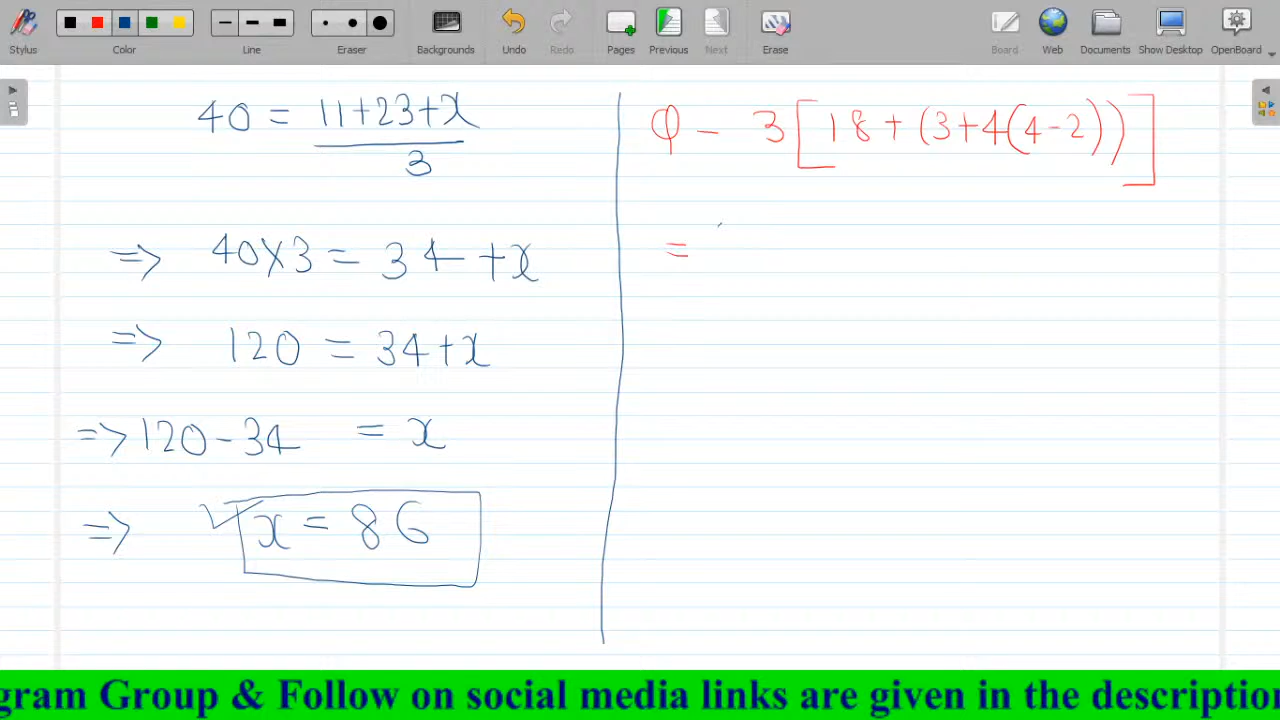 Stylus
Color
Line
Eraser
Backgrounds
Undo
Redo
Pages
Previous
Next
Erase
Board
Web
Documents
Show Desktop
OpenBoard
40 = 11+23+x
3
=> 40×3 = 34 +x
=> 120 = 34+x
=> 120-34 = x
=> x = 86
- 3[18+(3+4(4-2))]
=
gram Group & Follow on social media links are given in the description